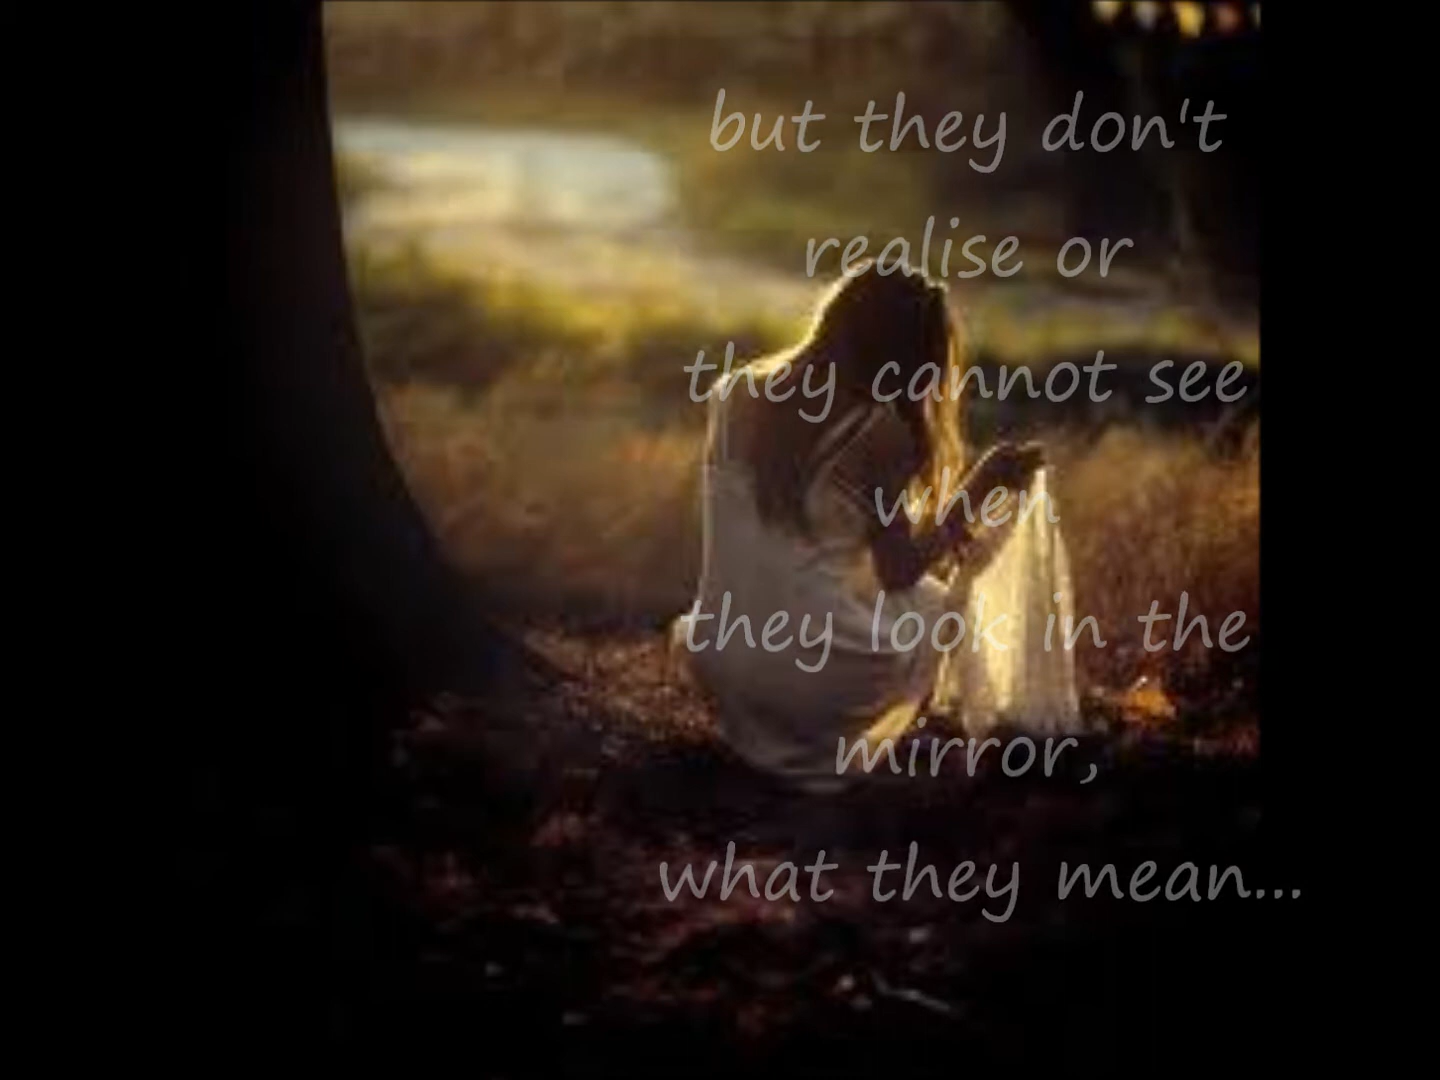 but they don't
realise or
they cannot see
when
they look in the
mirror,
what they mean...